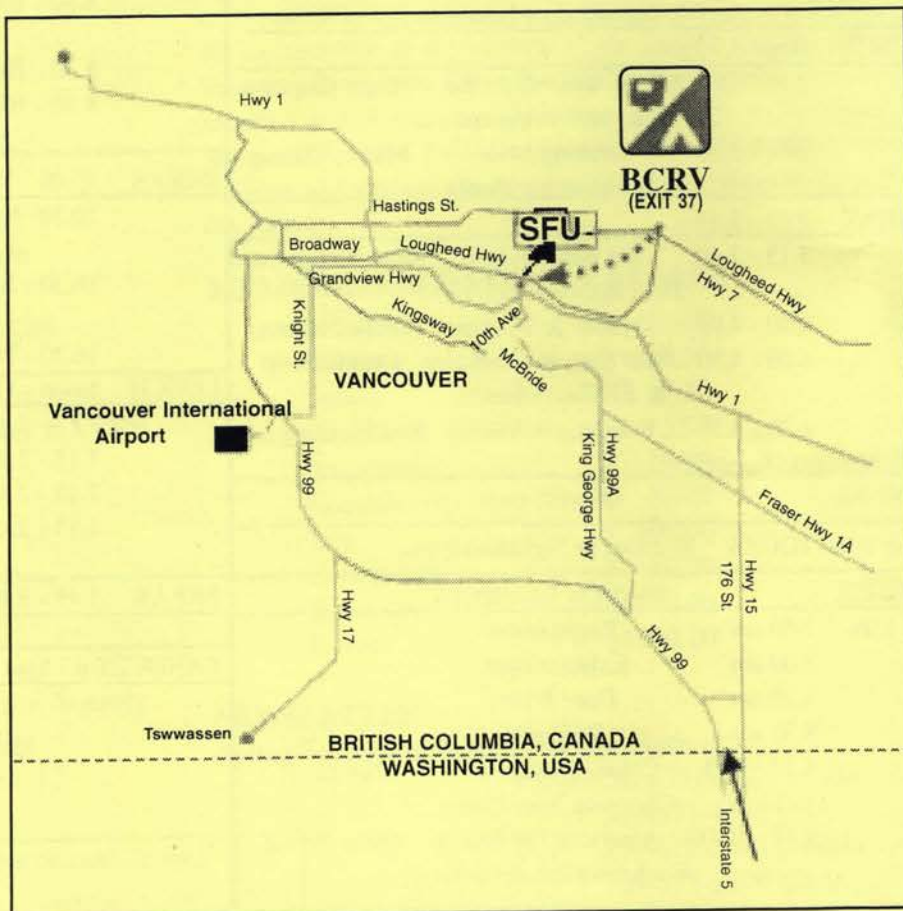 Hwy 1
BCRV
(EXIT 37)
Hastings St.
SFU
Broadway
Lougheed Hwy
Grandview Hwy
Lougheed Hwy
Hwy 7
Knight St.
Kingsway
10th Ave
McBride
VANCOUVER
Hwy 1
Vancouver International
Airport
Hwy 99
King George Hwy
Hwy 99A
Fraser Hwy 1A
176 St.
Hwy 15
Hwy 17
Hwy 99
Tswwassen
BRITISH COLUMBIA, CANADA
WASHINGTON, USA
Interstate 5